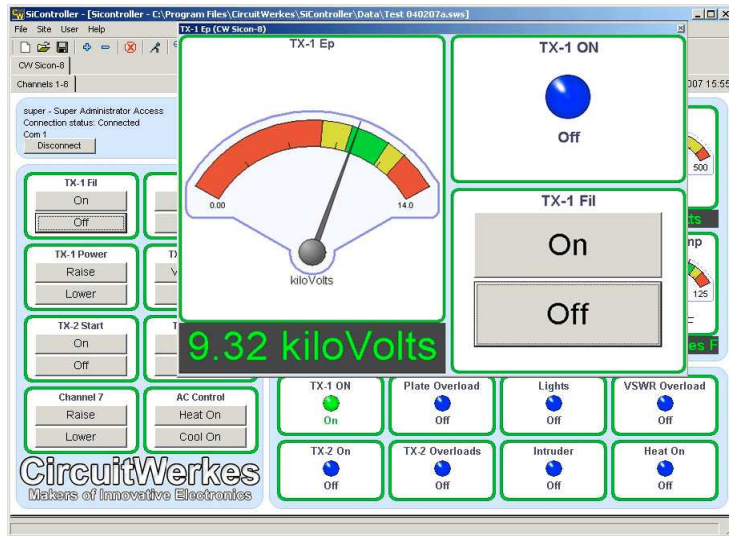 SiController - [Sicontroller - C:\Program Files\CircuitWerkes\SiController\Data\Test 040207a.sws]
File Site User Help
TX-1 Ep (CW Sicon-8)
CW Sicon-8
Channels 1-8
007 15:55
super - Super Administrator Access
Connection status: Connected
Com 1
Disconnect
TX-1 Ep
0.00
14.0
kiloVolts
9.32 kiloVolts
TX-1 ON
Off
TX-1 Fil
On
Off
TX-1 Fil
On
Off
TX-1 Power
Raise
Lower
TX-2 Start
On
Off
Channel 7
Raise
Lower
AC Control
Heat On
Cool On
500
125
TX-1 ON
On
Plate Overload
Off
Lights
Off
VSWR Overload
Off
TX-2 On
Off
TX-2 Overloads
Off
Intruder
Off
Heat On
Off
CircuitWerkes
Makers of Innovative Electronics